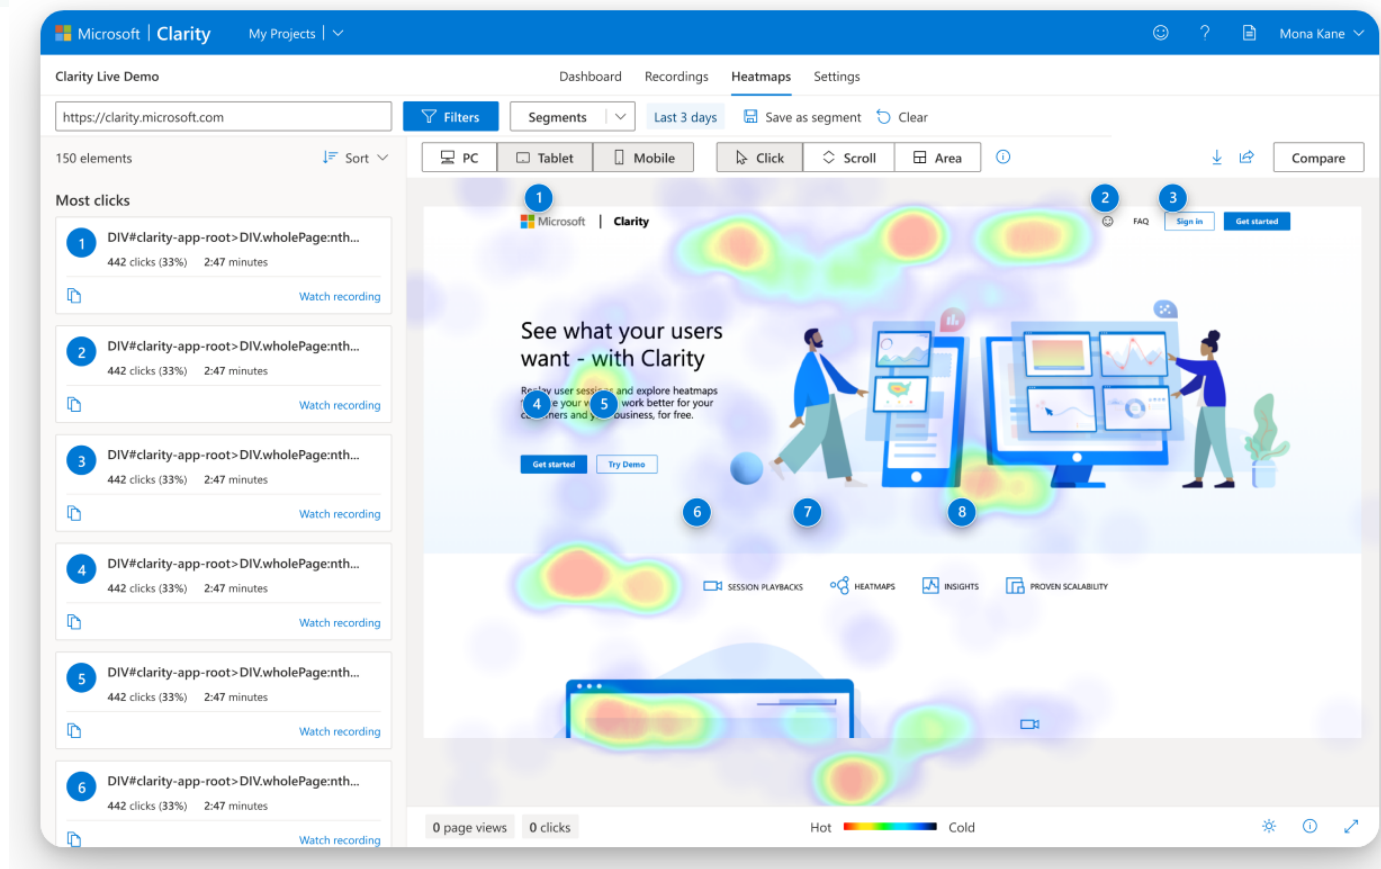 Microsoft | Clarity My Projects | Mona Kane
Clarity Live Demo Dashboard Recordings Heatmaps Settings
https://clarity.microsoft.com Filters Segments Last 3 days Save as segment Clear
150 elements Sort PC Tablet Mobile Click Scroll Area Compare
Most clicks
1 DIV#clarity-app-root>DIV.wholePage:nth...
442 clicks (33%) 2:47 minutes
Watch recording
2 DIV#clarity-app-root>DIV.wholePage:nth...
442 clicks (33%) 2:47 minutes
Watch recording
3 DIV#clarity-app-root>DIV.wholePage:nth...
442 clicks (33%) 2:47 minutes
Watch recording
4 DIV#clarity-app-root>DIV.wholePage:nth...
442 clicks (33%) 2:47 minutes
Watch recording
5 DIV#clarity-app-root>DIV.wholePage:nth...
442 clicks (33%) 2:47 minutes
Watch recording
6 DIV#clarity-app-root>DIV.wholePage:nth...
442 clicks (33%) 2:47 minutes
Watch recording
1 2 3
Microsoft | Clarity FAQ Sign in Get started
See what your users
want - with Clarity
Replay user sessions and explore heatmaps
4 e your 5 work better for your
business, for free.
Get started Try Demo
6 7 8
SESSION PLAYBACKS HEATMAPS INSIGHTS PROVEN SCALABILITY
0 page views 0 clicks Hot Cold